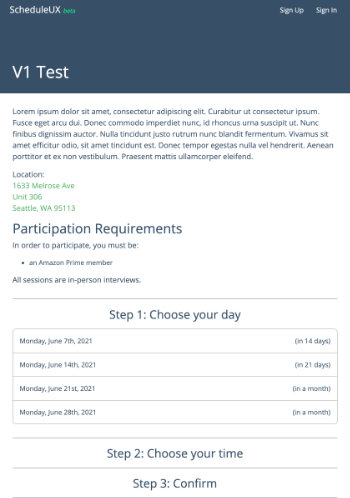 ScheduleUX beta
Sign Up Sign In
V1 Test
Lorem ipsum dolor sit amet, consectetur adipiscing elit. Curabitur ut consectetur ipsum.
Fusce eget arcu dui. Donec commodo imperdiet nunc, id rhoncus urna suscipit ut. Nunc
finibus dignissim auctor. Nulla tincidunt justo rutrum nunc blandit fermentum. Vivamus sit
amet efficitur odio, sit amet tincidunt est. Donec tempor egestas nulla vel hendrerit. Aenean
porttitor et ex non vestibulum. Praesent mattis ullamcorper eleifend.
Location:
1633 Melrose Ave
Unit 306
Seattle, WA 95113
Participation Requirements
In order to participate, you must be:
• an Amazon Prime member
All sessions are in-person interviews.
Step 1: Choose your day
Monday, June 7th, 2021 (in 14 days)
Monday, June 14th, 2021 (in 21 days)
Monday, June 21st, 2021 (in a month)
Monday, June 28th, 2021 (in a month)
Step 2: Choose your time
Step 3: Confirm